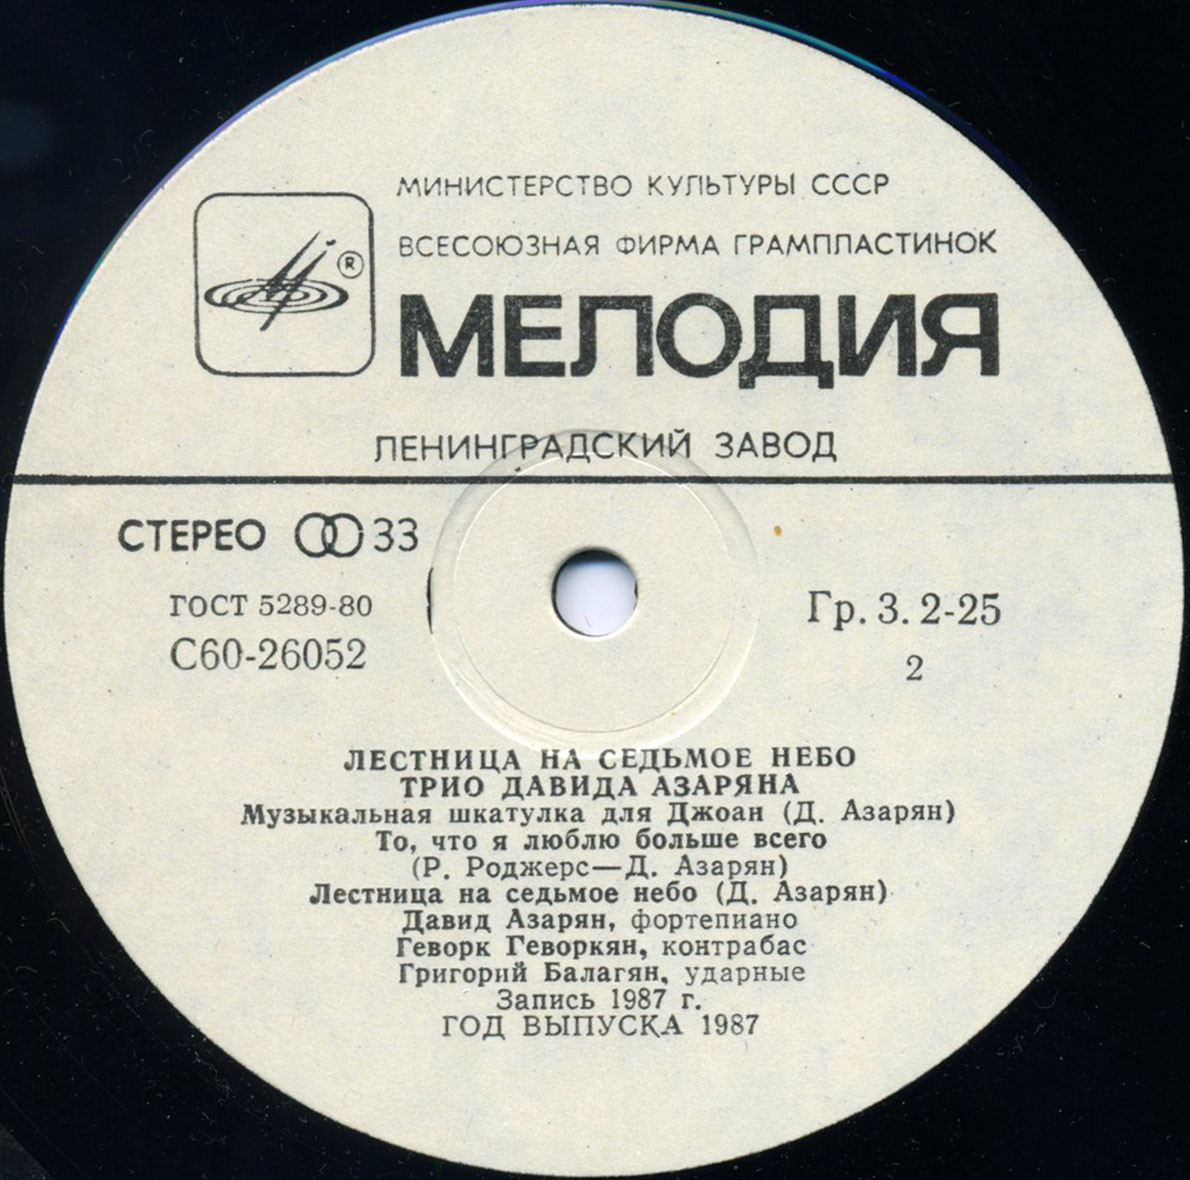 МИНИСТЕРСТВО КУЛЬТУРЫ СССР
ВСЕСОЮЗНАЯ ФИРМА ГРАМПЛАСТИНОК
®
МЕЛОДИЯ
ЛЕНИНГРАДСКИЙ ЗАВОД
СТЕРЕО 33
ГОСТ 5289-80
С60-26052
Гр. 3. 2-25
2
ЛЕСТНИЦА НА СЕДЬМОЕ НЕБО
ТРИО ДАВИДА АЗАРЯНА
Музыкальная шкатулка для Джоан (Д. Азарян)
То, что я люблю больше всего
(Р. Роджерс—Д. Азарян)
Лестница на седьмое небо (Д. Азарян)
Давид Азарян, фортепиано
Геворк Геворкян, контрабас
Григорий Балагян, ударные
Запись 1987 г.
ГОД ВЫПУСКА 1987